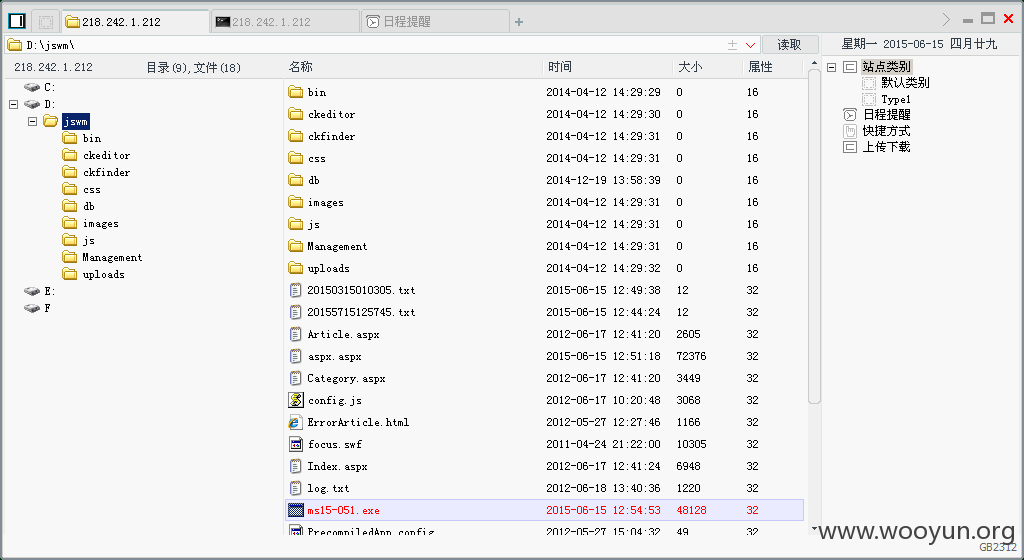 218.242.1.212 218.242.1.212 日程提醒 +
D:\jswm\ 读取 星期一 2015-06-15 四月廿九
218.242.1.212 目录(9),文件(18) 名称 时间 大小 属性
C:
D:
jswm
bin
ckeditor
ckfinder
css
db
images
js
Management
uploads
E:
F
bin 2014-04-12 14:29:29 0 16
ckeditor 2014-04-12 14:29:30 0 16
ckfinder 2014-04-12 14:29:31 0 16
css 2014-04-12 14:29:31 0 16
db 2014-12-19 13:58:39 0 16
images 2014-04-12 14:29:31 0 16
js 2014-04-12 14:29:31 0 16
Management 2014-04-12 14:29:31 0 16
uploads 2014-04-12 14:29:32 0 16
20150315010305.txt 2015-06-15 12:49:38 12 32
20155715125745.txt 2015-06-15 12:44:24 12 32
Article.aspx 2012-06-17 12:41:20 2605 32
aspx.aspx 2015-06-15 12:51:18 72376 32
Category.aspx 2012-06-17 12:41:20 3449 32
config.js 2012-06-17 10:20:48 3068 32
ErrorArticle.html 2012-05-27 12:27:46 1166 32
focus.swf 2011-04-24 21:22:00 10305 32
Index.aspx 2012-06-17 12:41:24 6948 32
log.txt 2012-06-18 13:40:36 1220 32
ms15-051.exe 2015-06-15 12:54:53 48128 32
PrecompiledApp.config 2012-05-27 15:04:32 49 32
站点类别
默认类别
Type1
日程提醒
快捷方式
上传下载
www.wooyun.org
GB2312